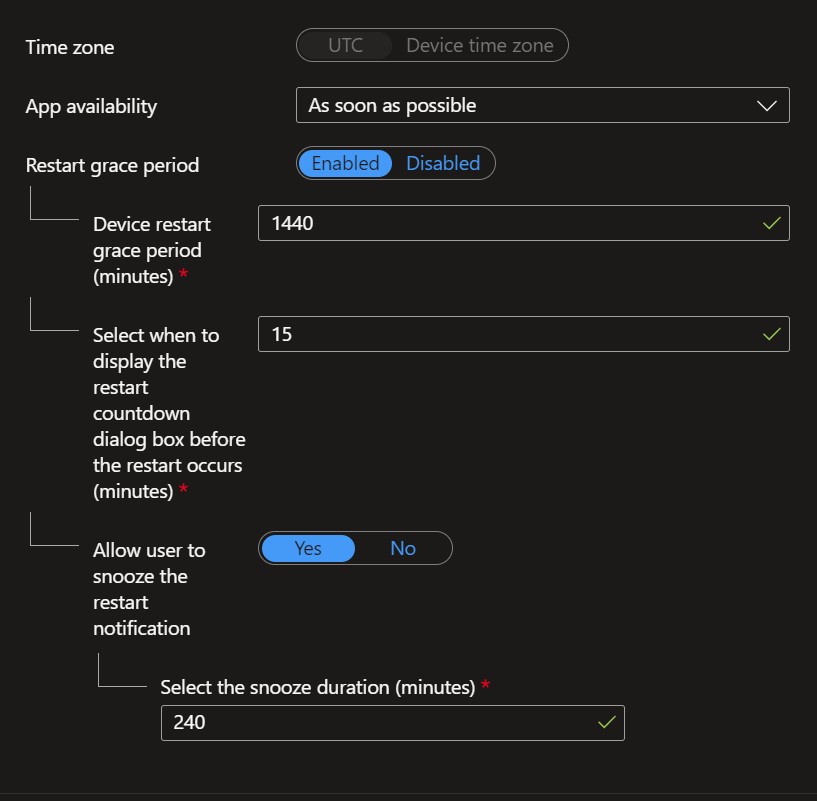 Time zone
UTC Device time zone
App availability
As soon as possible
Restart grace period
Enabled Disabled
Device restart
grace period
(minutes) *
1440
Select when to
display the
restart
countdown
dialog box before
the restart occurs
(minutes) *
15
Allow user to
snooze the
restart
notification
Yes No
Select the snooze duration (minutes) *
240